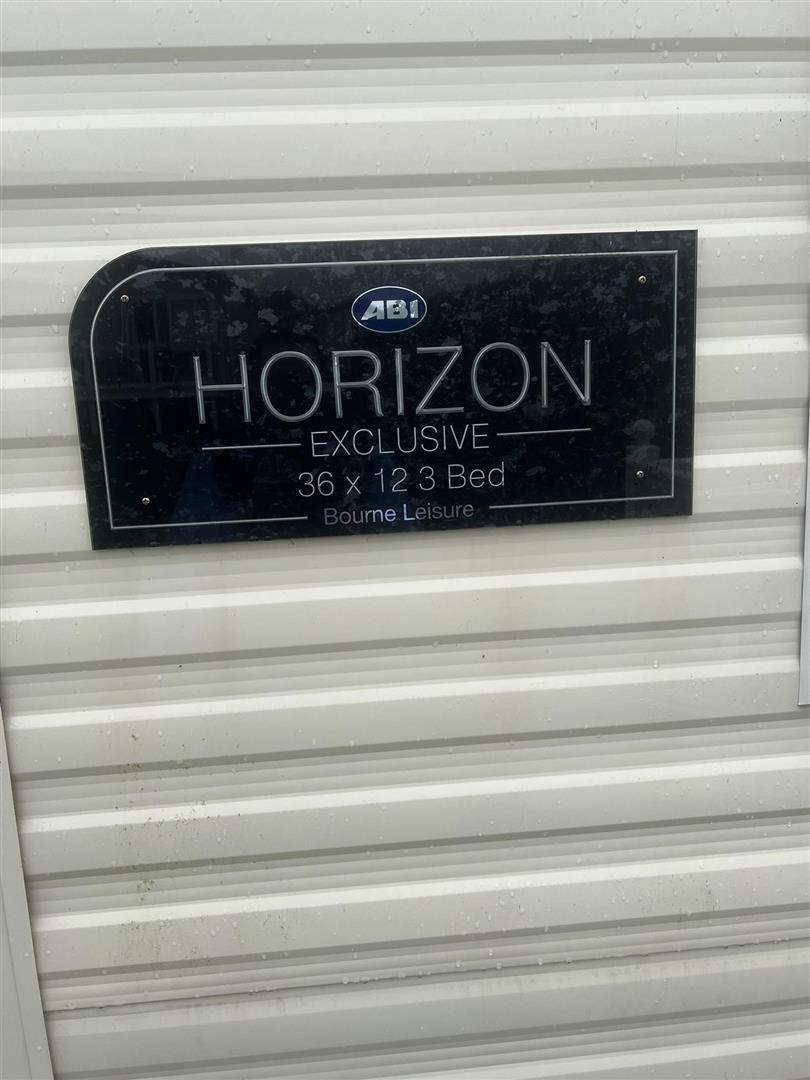 ABI
HORIZON
EXCLUSIVE
36 x 12 3 Bed
Bourne Leisure